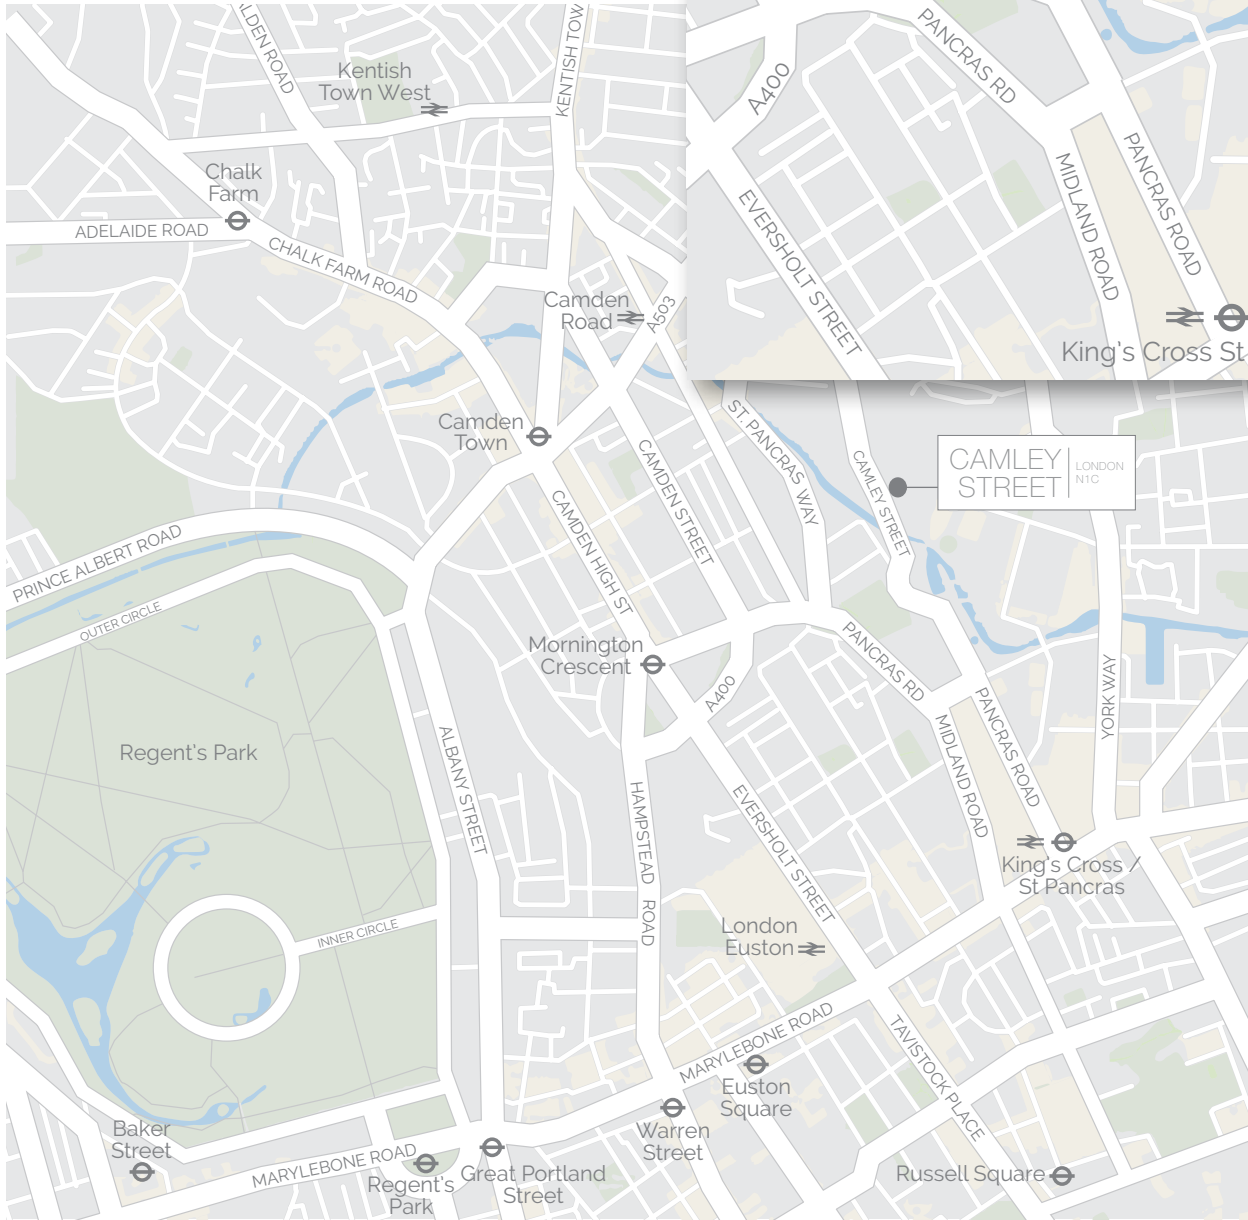 ALDEN ROAD
KENTISH TOW
Kentish
Town West
Chalk
Farm
ADELAIDE ROAD
CHALK FARM ROAD
Camden
Road
A503
Camden
Town
PANCRAS RD
A400
PANCRAS ROAD
MIDLAND ROAD
EVERSHOLT STREET
King's Cross St
ST. PANCRAS WAY
CAMDEN STREET
CAMLEY STREET
CAMLEY
STREET
LONDON
N1C
CAMDEN HIGH ST
PRINCE ALBERT ROAD
OUTER CIRCLE
Mornington
Crescent
PANCRAS RD
A400
PANCRAS ROAD
MIDLAND ROAD
YORK WAY
Regent's Park
ALBANY STREET
HAMPSTEAD ROAD
EVERSHOLT STREET
King's Cross /
St Pancras
London
Euston
INNER CIRCLE
MARYLEBONE ROAD
TAVISTOCK PLACE
Euston
Square
Warren
Street
Baker
Street
MARYLEBONE ROAD
Regent's
Park
Great Portland
Street
Russell Square